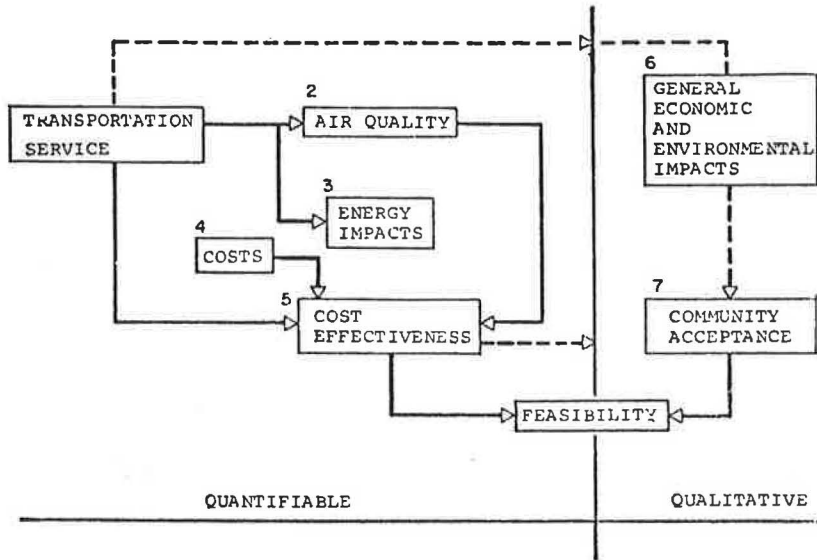 6
GENERAL
ECONOMIC
AND
ENVIRONMENTAL
IMPACTS
2
TRANSPORTATION
SERVICE
AIR QUALITY
3
ENERGY
IMPACTS
4
COSTS
5
COST
EFFECTIVENESS
7
COMMUNITY
ACCEPTANCE
FEASIBILITY
QUANTIFIABLE
QUALITATIVE